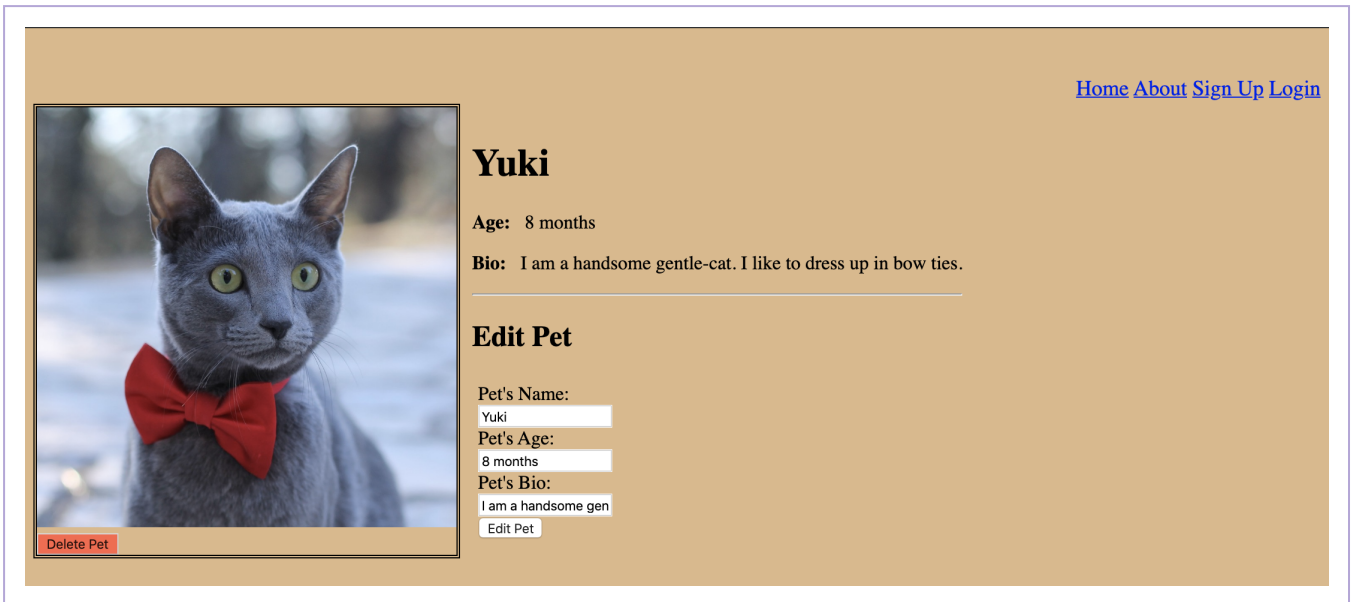 Home About Sign Up Login
Yuki
Age: 8 months
Bio: I am a handsome gentle-cat. I like to dress up in bow ties.
Edit Pet
Pet's Name:
Yuki
Pet's Age:
8 months
Pet's Bio:
I am a handsome gen
Edit Pet
Delete Pet